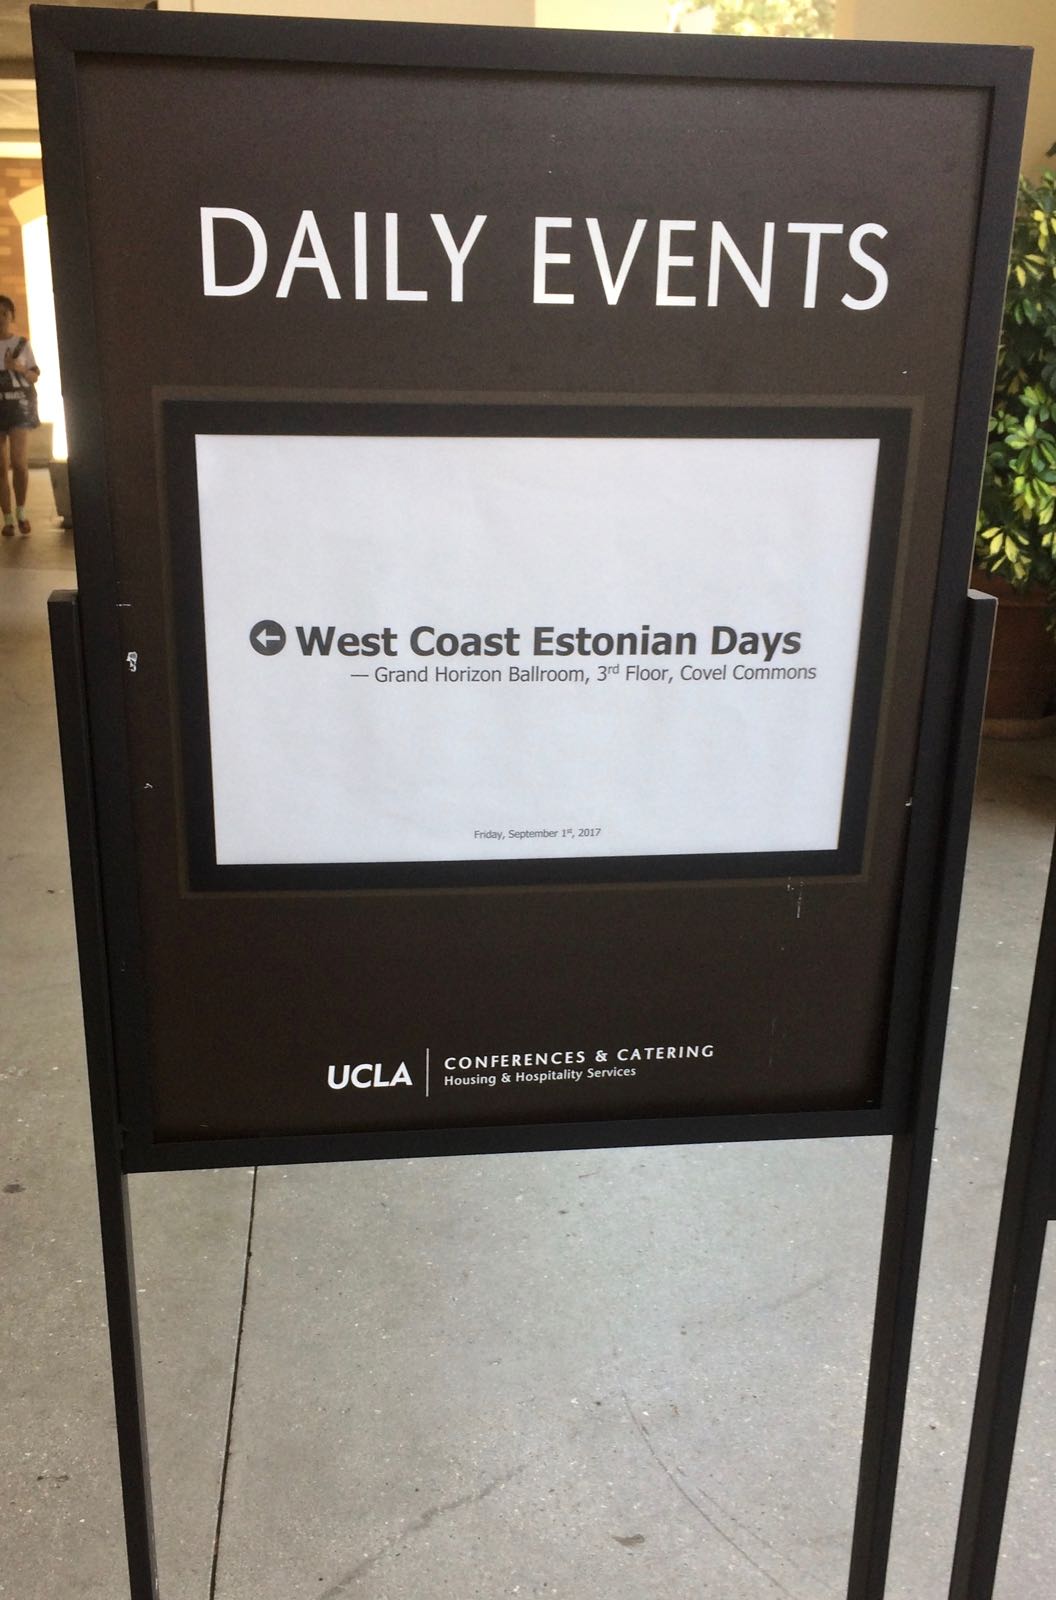 DAILY EVENTS
West Coast Estonian Days
— Grand Horizon Ballroom, 3rd Floor, Covel Commons
Friday, September 1st, 2017
UCLA
CONFERENCES & CATERING
Housing & Hospitality Services